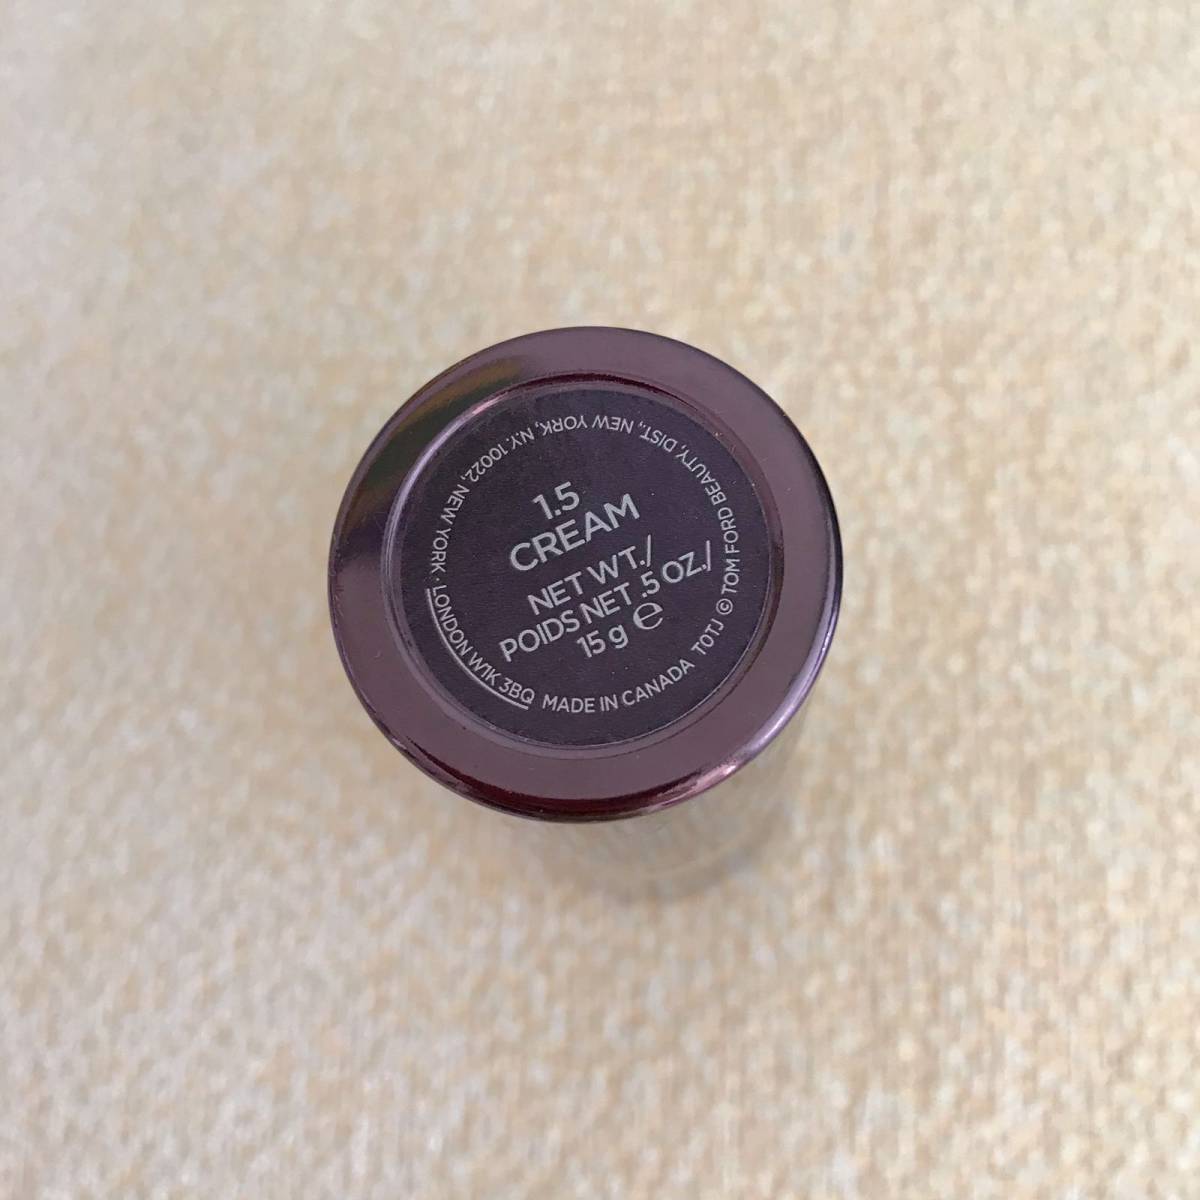 1.5
CREAM
NET WT./
POIDS NET .5 OZ./
15 g ℮
MADE IN CANADA TOTJ © TOM FORD BEAUTY, DIST., NEW YORK, N.Y. 10022, NEW YORK · LONDON W1K 3BQ